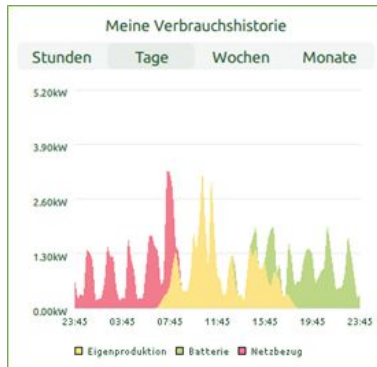 Meine Verbrauchshistorie
Stunden Tage Wochen Monate
5.20kW
3.90kW
2.60kW
1.30kW
0.00kW
23:45 03:45 07:45 11:45 15:45 19:45 23:45
Eigenproduktion Batterie Netzbezug